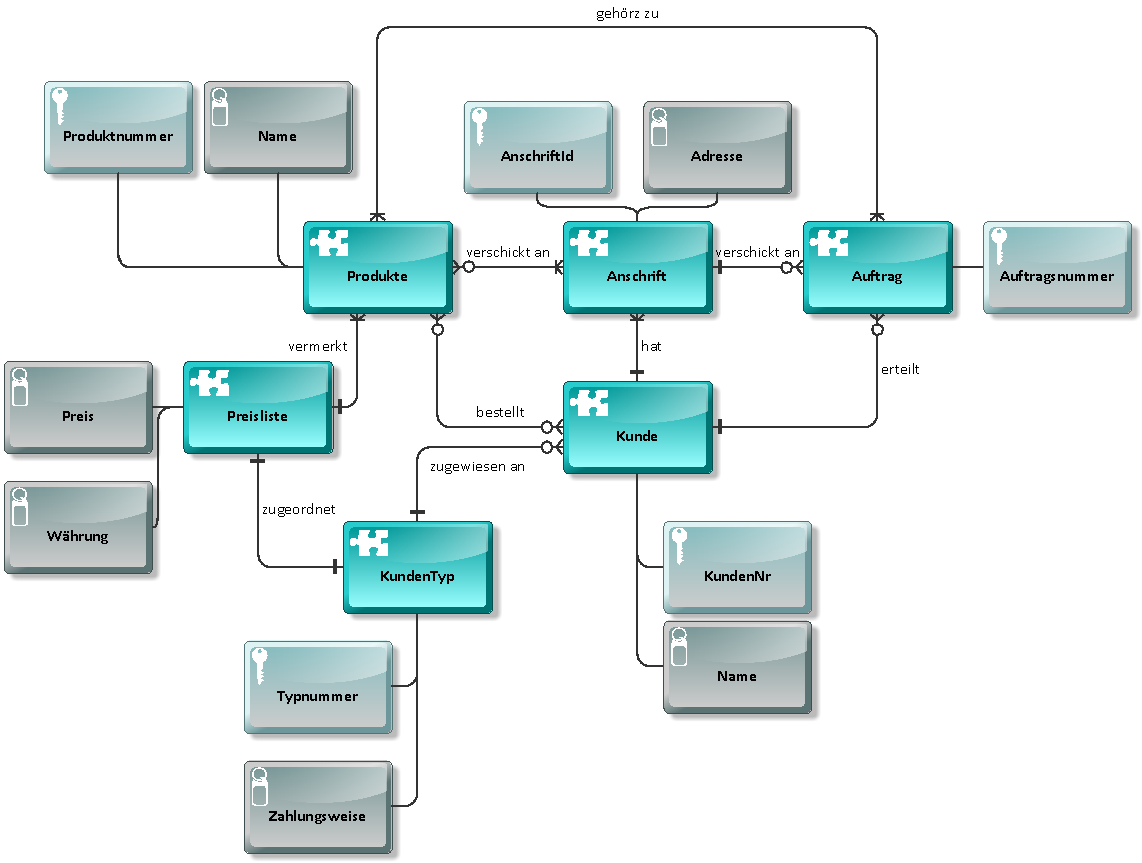 gehörz zu
Produktnummer
Name
AnschriftId
Adresse
verschickt an
verschickt an
Produkte
Anschrift
Auftrag
Auftragsnummer
vermerkt
hat
erteilt
Preis
Preisliste
bestellt
Kunde
zugewiesen an
zugeordnet
Währung
KundenTyp
KundenNr
Typnummer
Name
Zahlungsweise